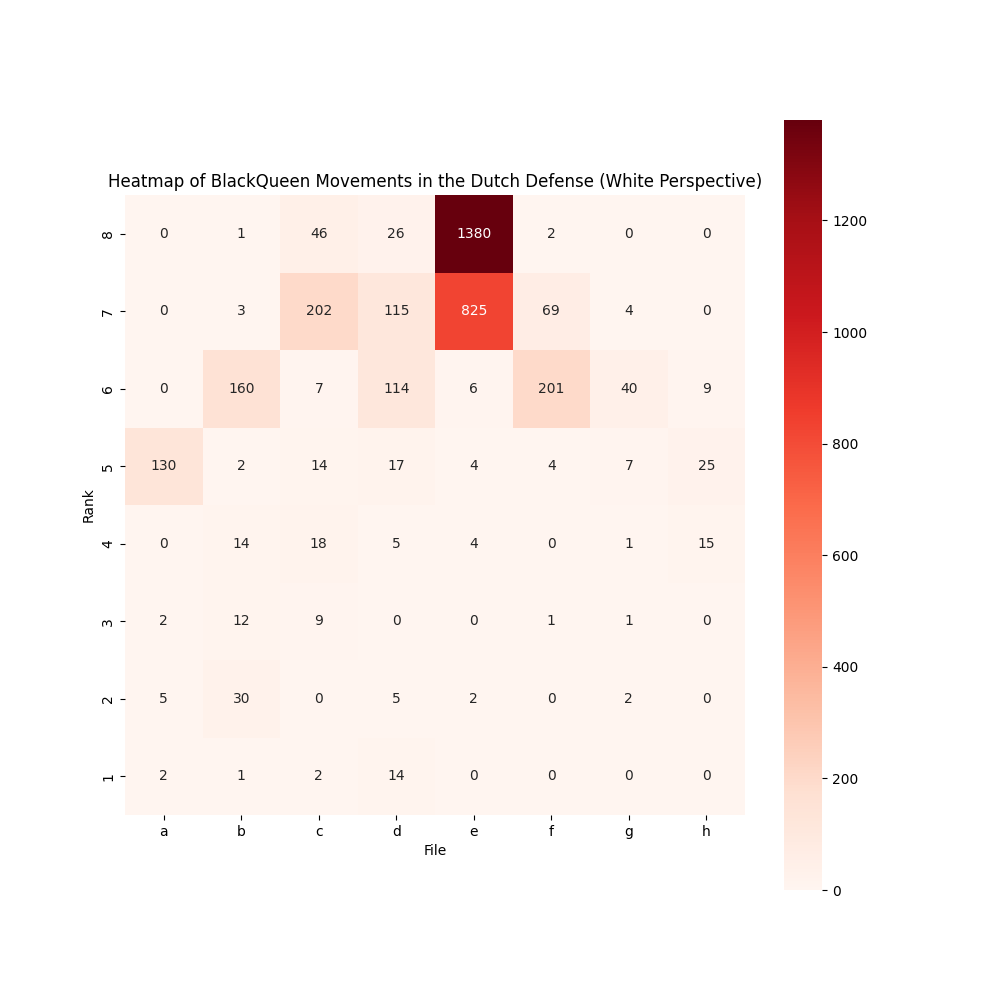 Heatmap of BlackQueen Movements in the Dutch Defense (White Perspective)
8 0 1 46 26 1380 2 0 0
7 0 3 202 115 825 69 4 0
6 0 160 7 114 6 201 40 9
5 130 2 14 17 4 4 7 25
Rank
4 0 14 18 5 4 0 1 15
3 2 12 9 0 0 1 1 0
2 5 30 0 5 2 0 2 0
1 2 1 2 14 0 0 0 0
a b c d e f g h
File
1200
1000
800
600
400
200
0